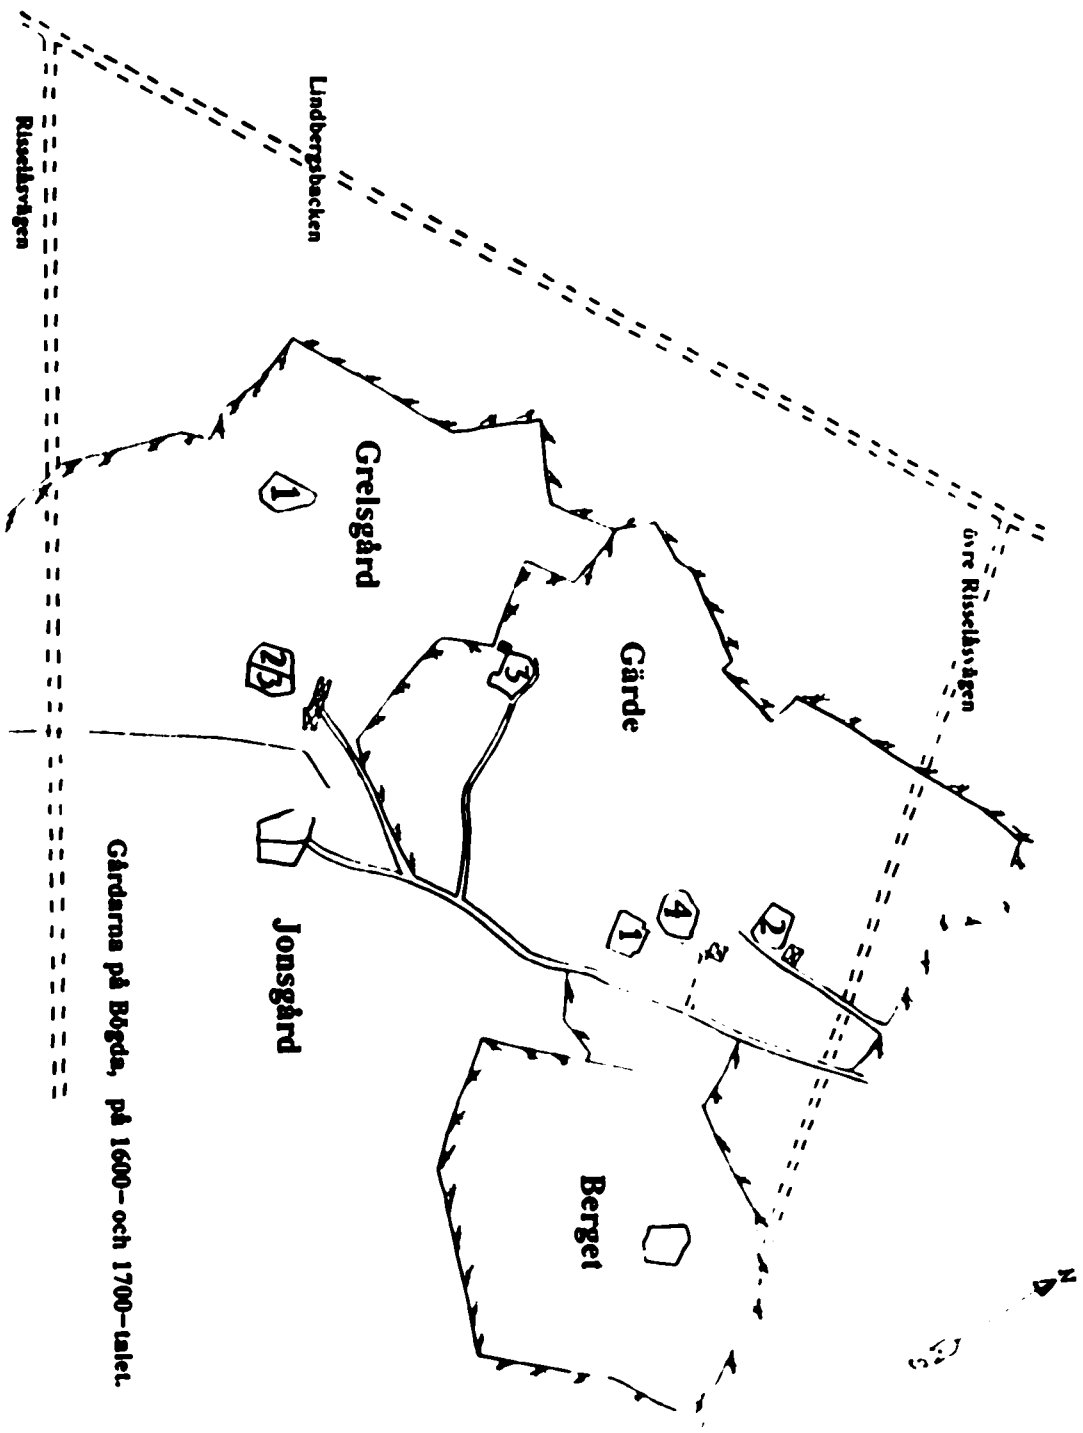 N
övre Risselåsvägen
Gärde
2
4
1
3
Berget
Lindbergsbacken
Grelsgård
1
2/3
Jonsgård
Gårdarna på Bögda, på 1600- och 1700-talet.
Risselåsvägen